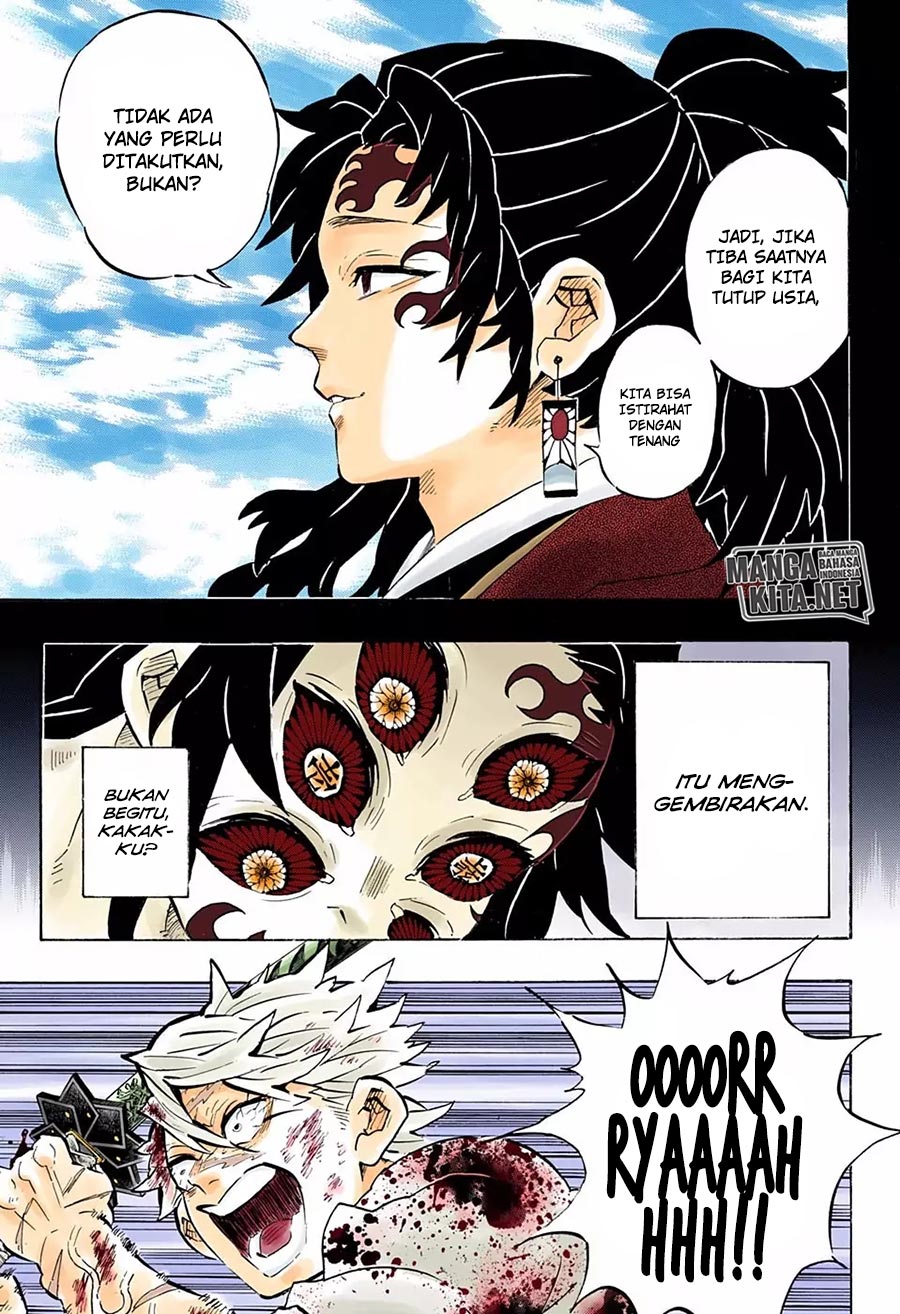 JADI, JIKA
TIBA SAATNYA
BAGI KITA
TUTUP USIA,
KITA BISA
ISTIRAHAT
DENGAN
TENANG
TIDAK ADA
YANG PERLU
DITAKUTKAN,
BUKAN?
MANGA
KITA.NET
BACA MANGA
BAHASA
INDONESIA
ITU MENG-
GEMBIRAKAN.
BUKAN
BEGITU,
KAKAK-
KU?
OOOORR
RYAAAAH
HHH!!